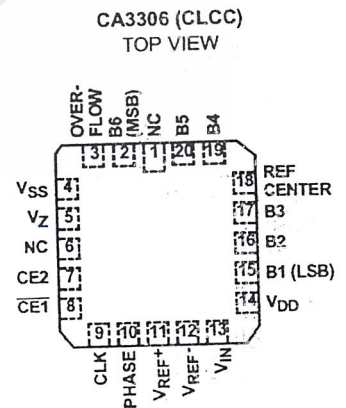 CA3306 (CLCC)
TOP VIEW
OVER-
FLOW
B6
(MSB)
NC
B5
B4
3
2
1
20
19
VSS
4
VZ
5
NC
6
CE2
7
CE1
8
18
REF
CENTER
17
B3
16
B2
15
B1 (LSB)
14
VDD
9
10
11
12
13
CLK
PHASE
VREF+
VREF-
VIN